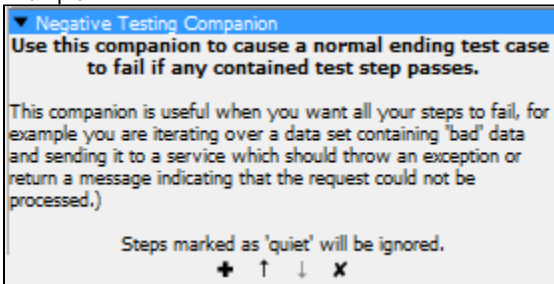 ▼ Negative Testing Companion
Use this companion to cause a normal ending test case
to fail if any contained test step passes.
This companion is useful when you want all your steps to fail, for
example you are iterating over a data set containing 'bad' data
and sending it to a service which should throw an exception or
return a message indicating that the request could not be
processed.)
Steps marked as 'quiet' will be ignored.